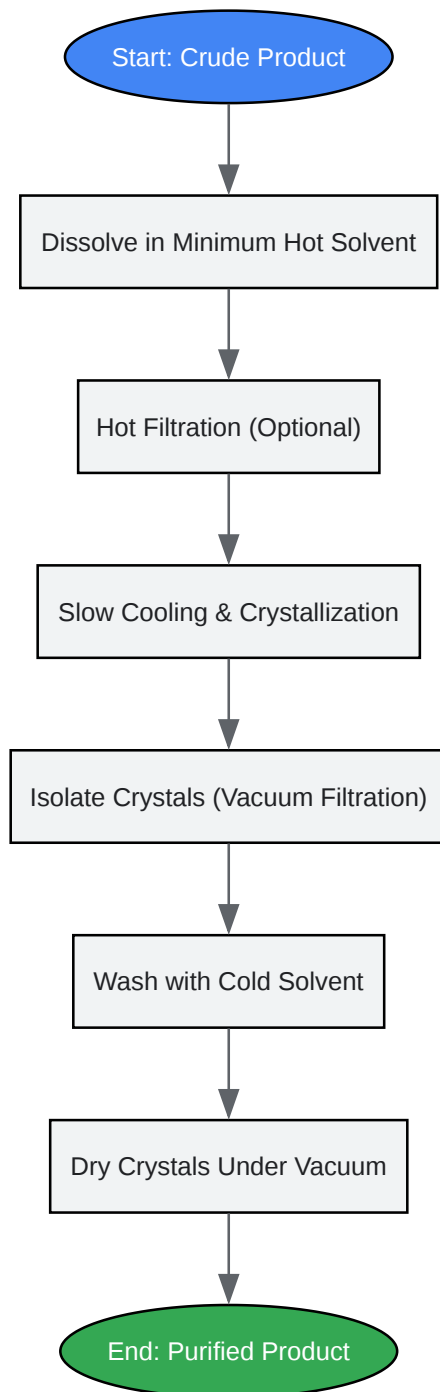 Start: Crude Product
Dissolve in Minimum Hot Solvent
Hot Filtration (Optional)
Slow Cooling & Crystallization
Isolate Crystals (Vacuum Filtration)
Wash with Cold Solvent
Dry Crystals Under Vacuum
End: Purified Product